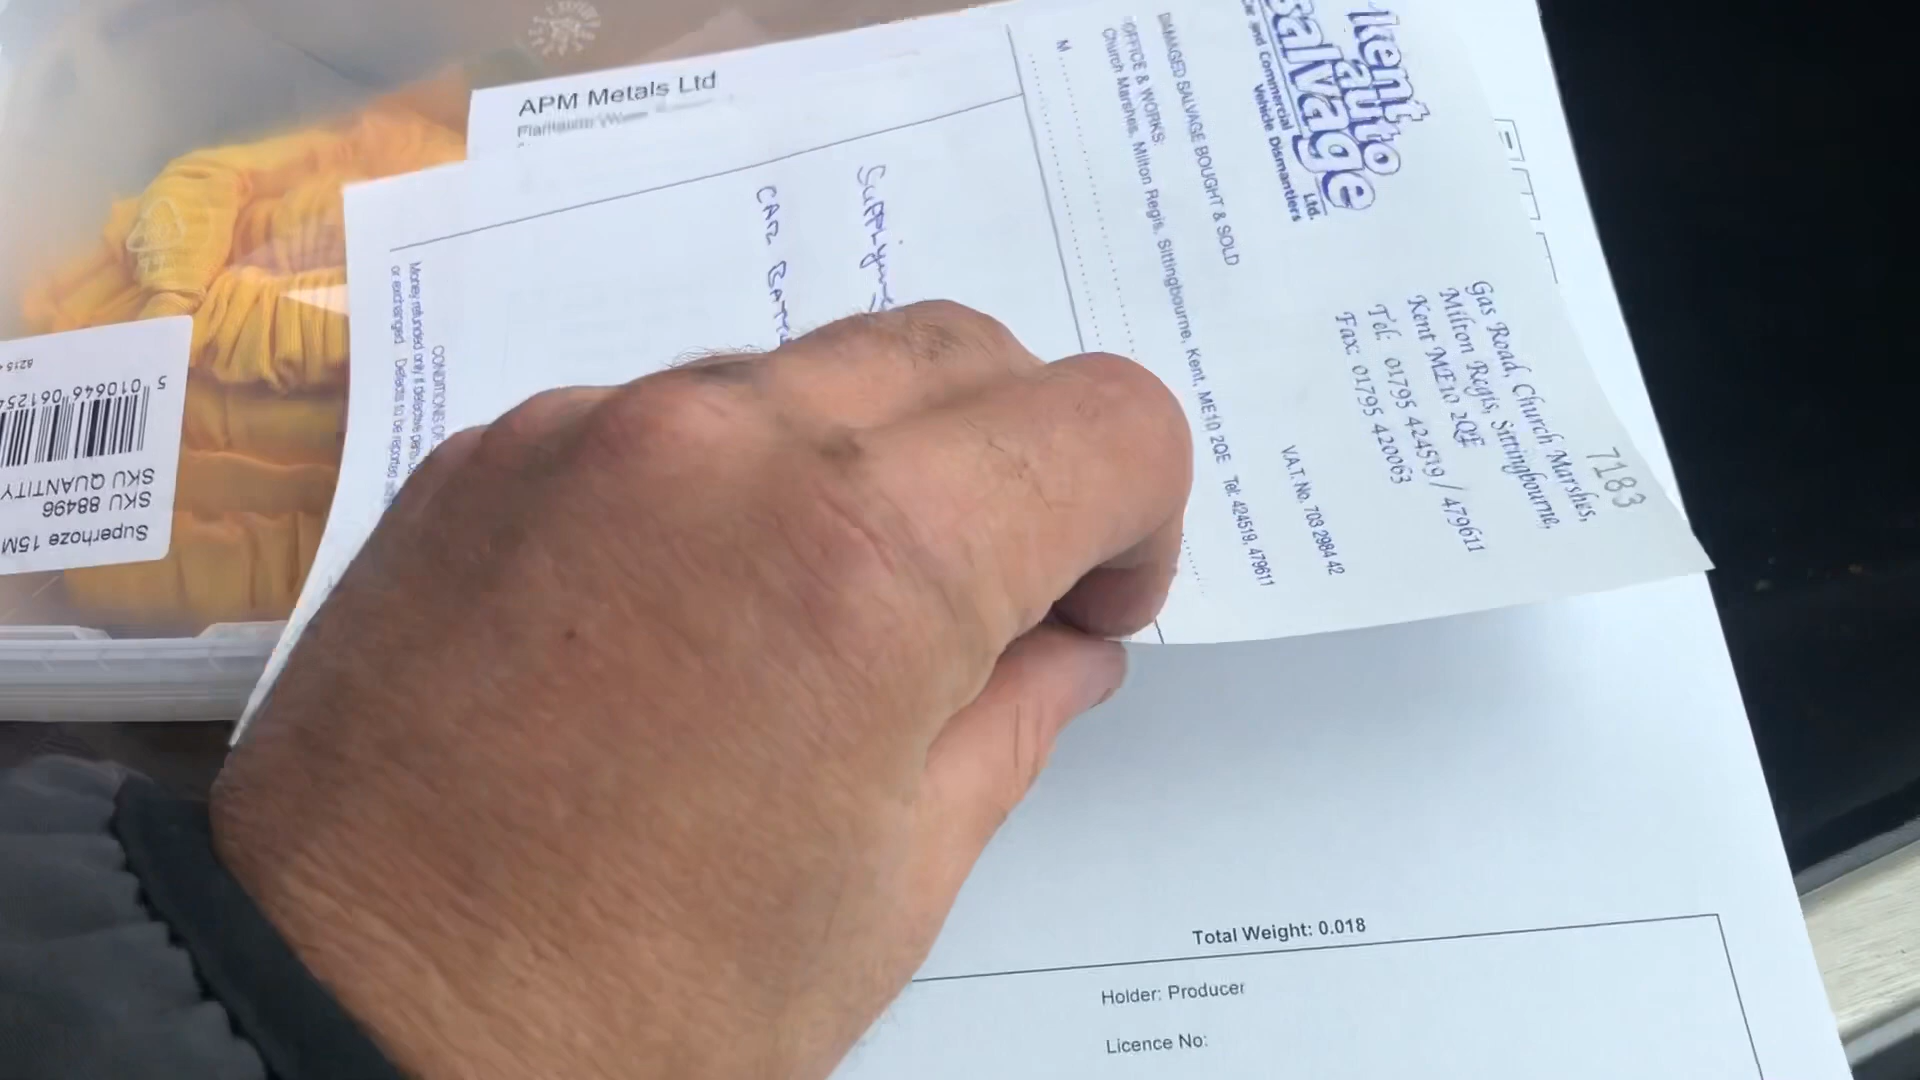 APM Metals Ltd
kent
auto
salvage
Ltd.
and Commercial
Vehicle Dismantlers
Gas Road, Church Marshes,
Milton Regis, Sittingbourne,
Kent ME10 2QE
Tel: 01795 424519 / 479611
Fax: 01795 420063
7183
DAMAGED SALVAGE BOUGHT & SOLD
V.A.T. No. 703 2984 42
OFFICE & WORKS:
Church Marshes, Milton Regis, Sittingbourne, Kent, ME10 2QE Tel: 424519, 479611
M
Supplying
CAR
Money refunded only if defective
or exchanged Defects to be reported
Total Weight: 0.018
Holder: Producer
Licence No:
Superhoze 15M
SKU 88496
SKU QUANTITY
5 010646 06125